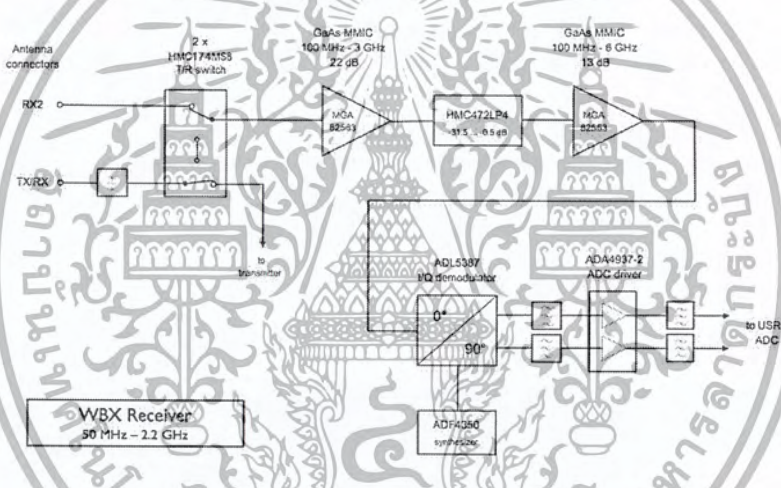 Antenna
connectors
2 x
HMC174MS8
T/R switch
GaAs MMIC
100 MHz - 3 GHz
22 dB
GaAs MMIC
100 MHz - 6 GHz
13 dB
RX2
MGA
82563
HMC472LP4
-31.5 ... -0.5 dB
MGA
82563
TX/RX
to
transmitter
ADL5387
I/Q demodulator
ADA4937-2
ADC driver
0°
90°
to USR
ADC
ADF4350
synthesizer
WBX Receiver
50 MHz – 2.2 GHz